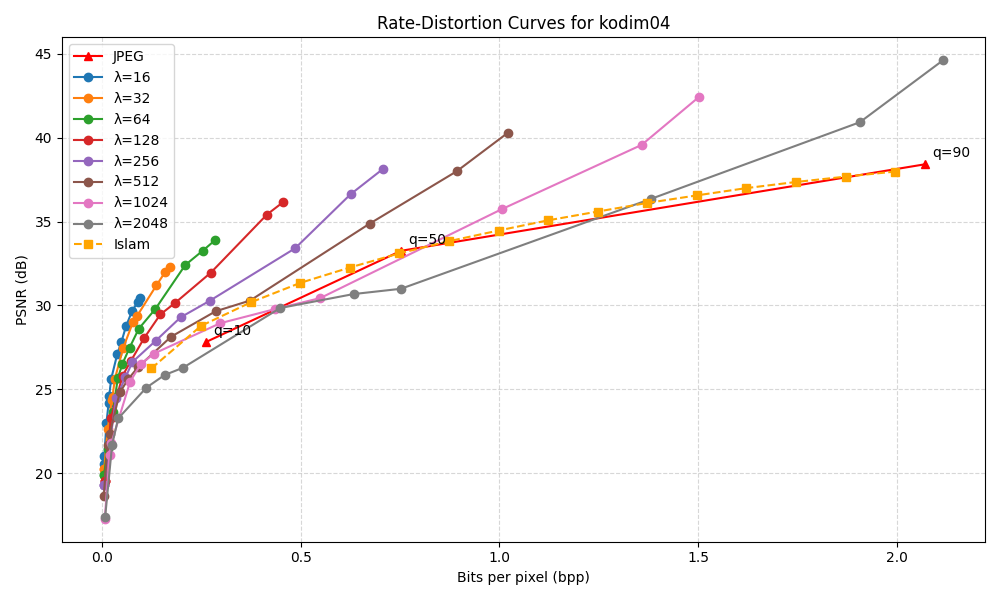 Rate-Distortion Curves for kodim04
45
40
35
30
25
20
PSNR (dB)
JPEG
λ=16
λ=32
λ=64
λ=128
λ=256
λ=512
λ=1024
λ=2048
Islam
q=90
q=50
q=10
0.0
0.5
1.0
1.5
2.0
Bits per pixel (bpp)